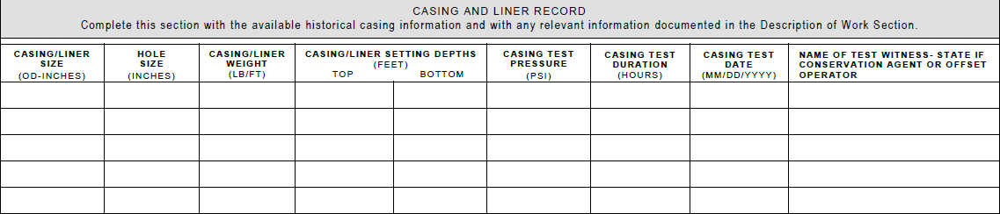 CASING AND LINER RECORD
Complete this section with the available historical casing information and with any relevant information documented in the Description of Work Section.
CASING/LINER
SIZE
(OD-INCHES)
HOLE
SIZE
(INCHES)
CASING/LINER
WEIGHT
(LB/FT)
CASING/LINER SETTING DEPTHS
(FEET)
TOP BOTTOM
CASING TEST
PRESSURE
(PSI)
CASING TEST
DURATION
(HOURS)
CASING TEST
DATE
(MM/DD/YYYY)
NAME OF TEST WITNESS- STATE IF
CONSERVATION AGENT OR OFFSET
OPERATOR